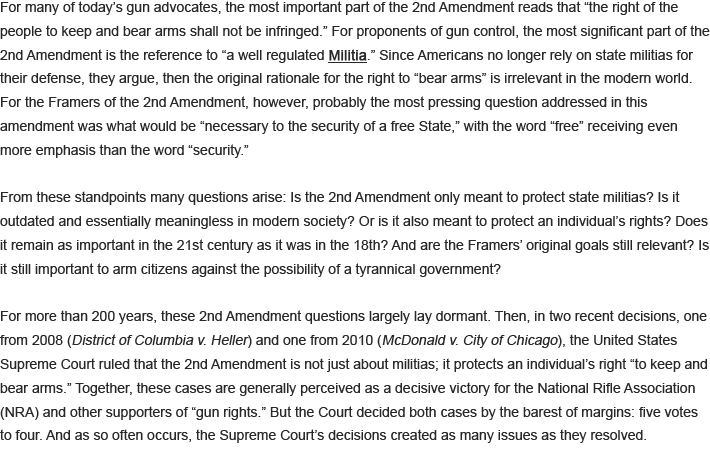 For many of today's gun advocates, the most important part of the 2nd Amendment reads that “the right of the
people to keep and bear arms shall not be infringed.” For proponents of gun control, the most significant part of the
2nd Amendment is the reference to “a well regulated Militia.” Since Americans no longer rely on state militias for
their defense, they argue, then the original rationale for the right to “bear arms” is irrelevant in the modern world.
For the Framers of the 2nd Amendment, however, probably the most pressing question addressed in this
amendment was what would be “necessary to the security of a free State,” with the word “free” receiving even
more emphasis than the word “security.”

From these standpoints many questions arise: Is the 2nd Amendment only meant to protect state militias? Is it
outdated and essentially meaningless in modern society? Or is it also meant to protect an individual's rights? Does
it remain as important in the 21st century as it was in the 18th? And are the Framers' original goals still relevant? Is
it still important to arm citizens against the possibility of a tyrannical government?

For more than 200 years, these 2nd Amendment questions largely lay dormant. Then, in two recent decisions, one
from 2008 (District of Columbia v. Heller) and one from 2010 (McDonald v. City of Chicago), the United States
Supreme Court ruled that the 2nd Amendment is not just about militias; it protects an individual's right “to keep and
bear arms.” Together, these cases are generally perceived as a decisive victory for the National Rifle Association
(NRA) and other supporters of “gun rights.” But the Court decided both cases by the barest of margins: five votes
to four. And as so often occurs, the Supreme Court's decisions created as many issues as they resolved.